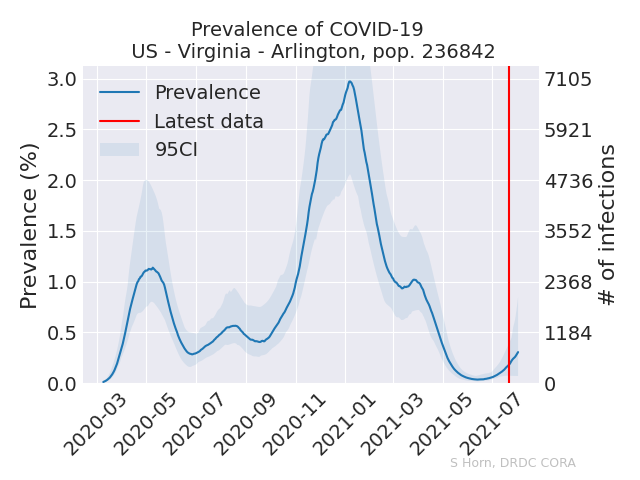 Prevalence of COVID-19
US - Virginia - Arlington, pop. 236842
Prevalence
Latest data
95CI
Prevalence (%)
3.0
2.5
2.0
1.5
1.0
0.5
0.0
7105
5921
4736
3552
2368
1184
0
# of infections
2020-03
2020-05
2020-07
2020-09
2020-11
2021-01
2021-03
2021-05
2021-07
S Horn, DRDC CORA